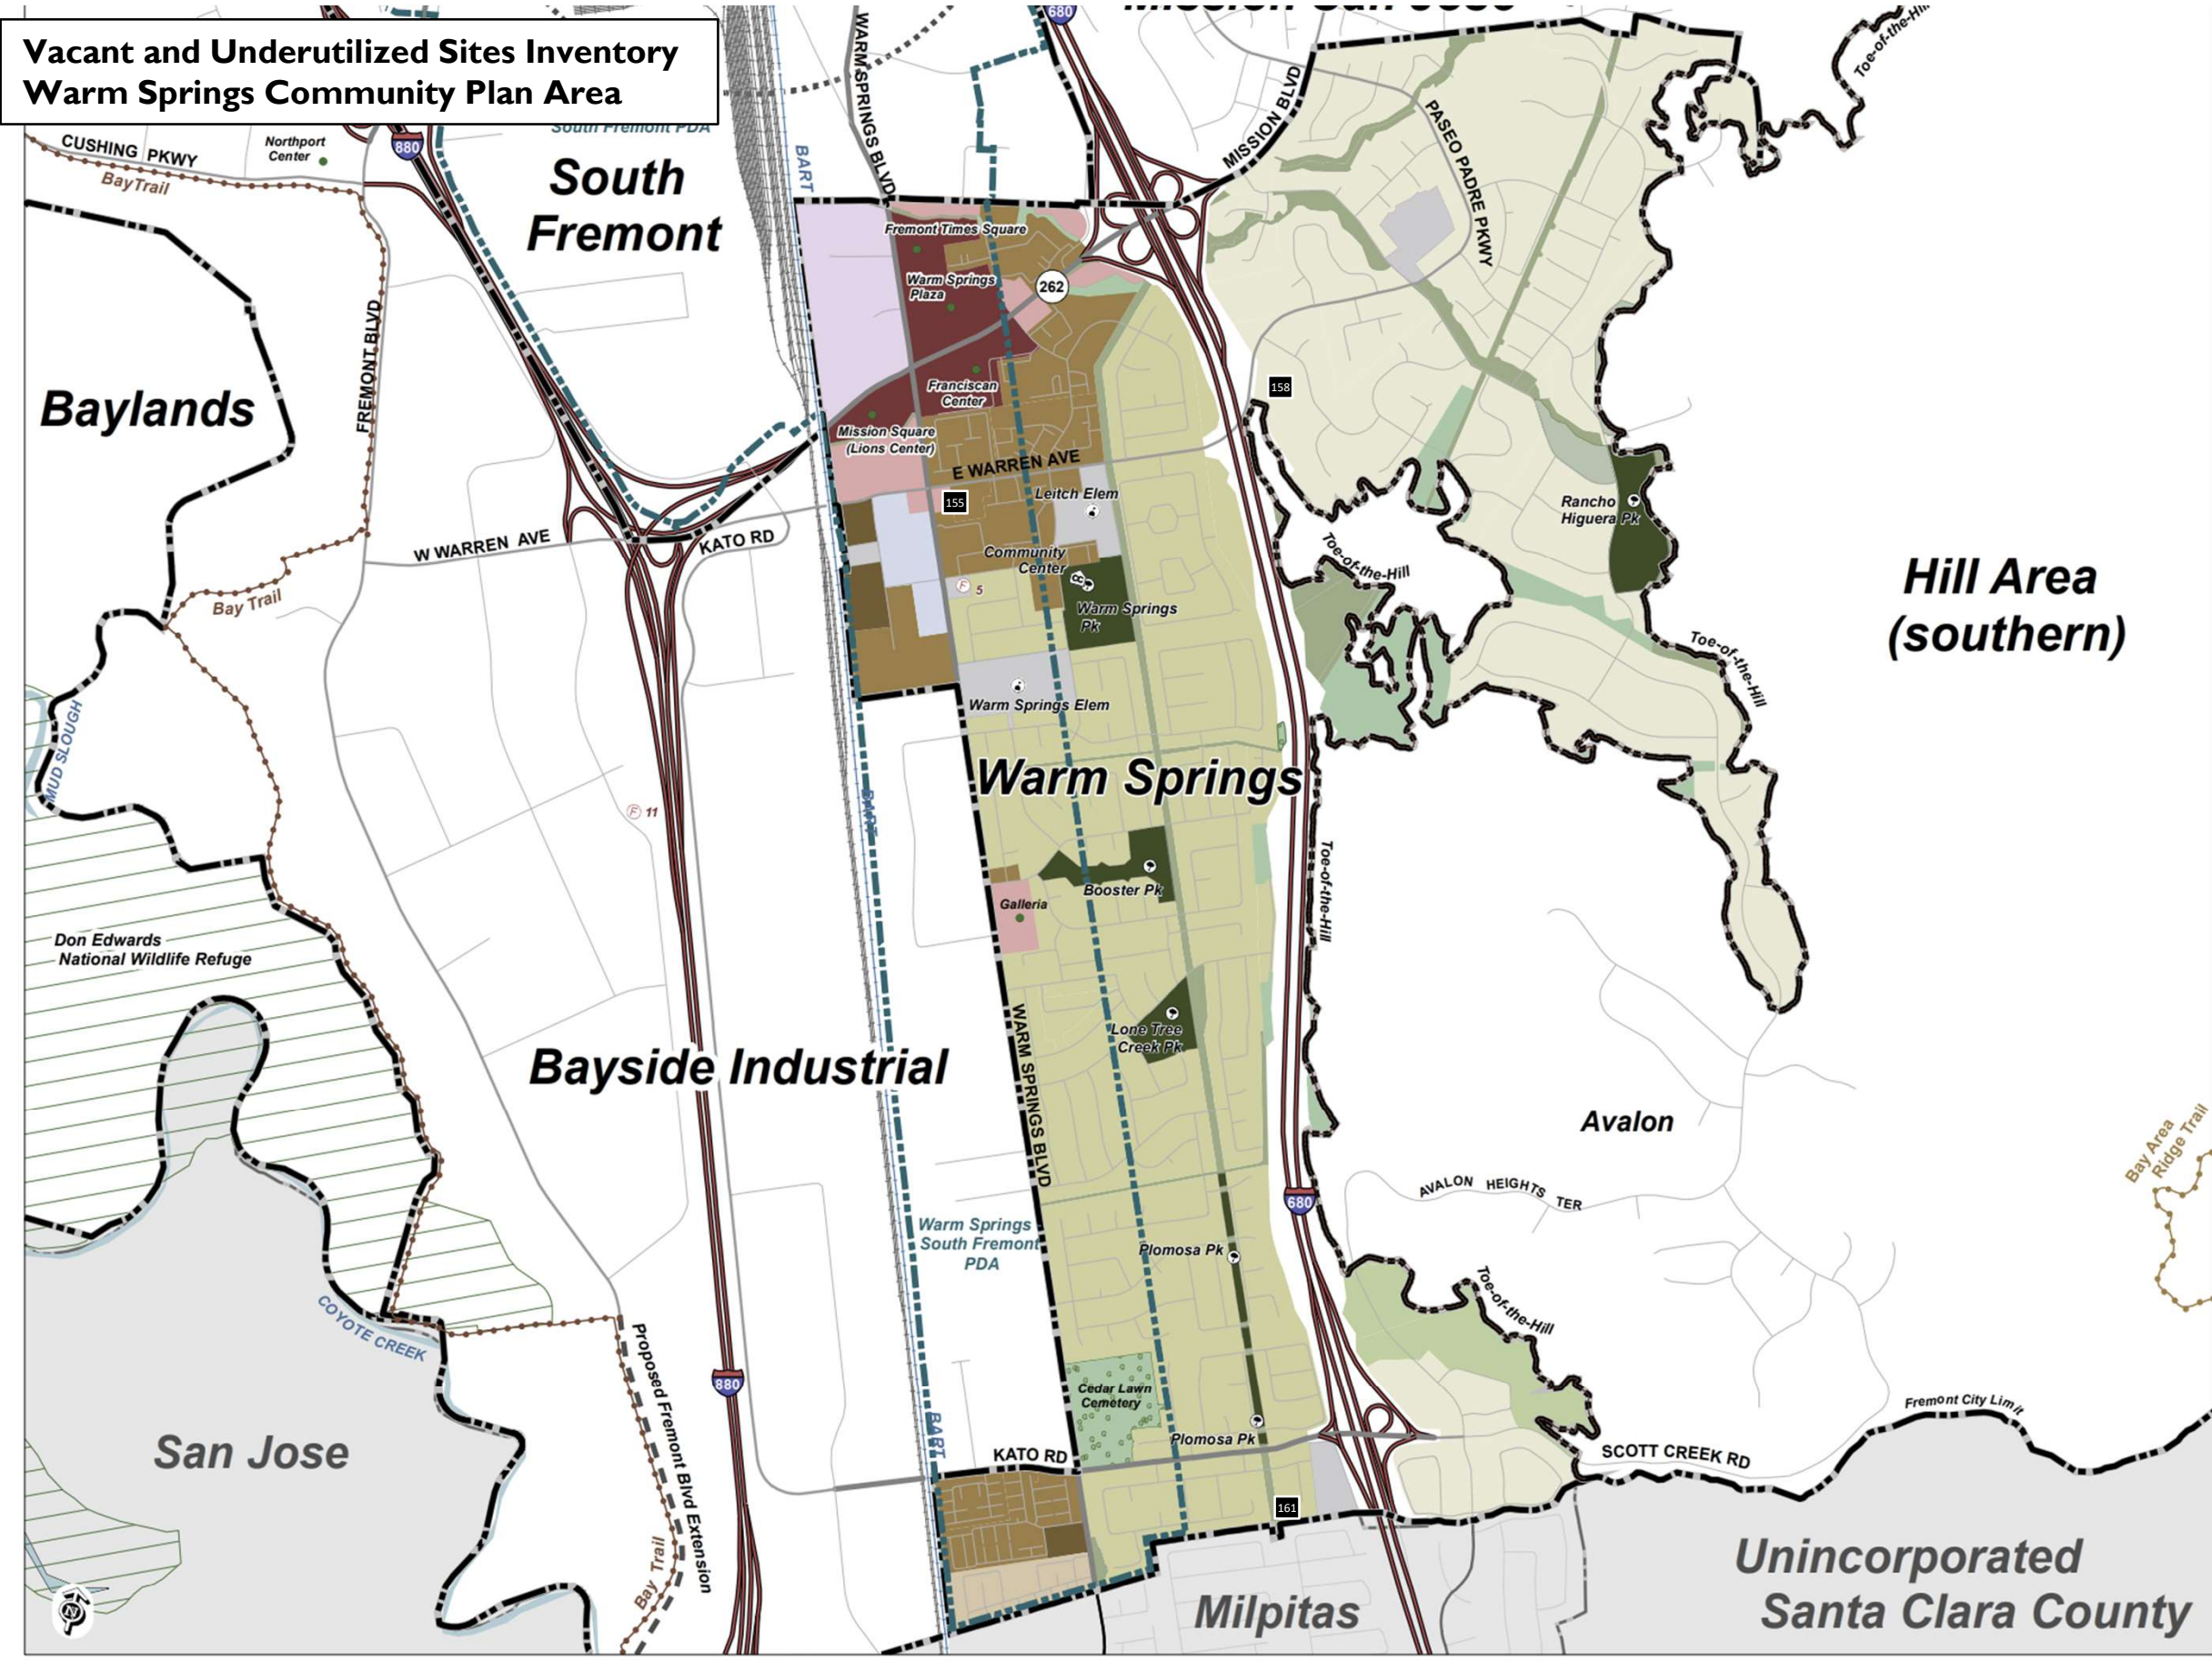 Vacant and Underutilized Sites Inventory
Warm Springs Community Plan Area
680
Toe-of-the-Hill
CUSHING PKWY
Northport
Center
880
South Fremont PDA
WARM SPRINGS BLVD
BART
MISSION BLVD
PASEO PADRE PKWY
Bay Trail
South
Fremont
Fremont Times Square
Warm Springs
Plaza
262
FREMONT BLVD
Baylands
Franciscan
Center
158
Mission Square
(Lions Center)
E WARREN AVE
155
Leitch Elem
Rancho
Higuera Pk
W WARREN AVE
KATO RD
Community
Center
Toe-of-the-Hill
F 5
Hill Area
(southern)
Bay Trail
Warm Springs
Pk
Toe-of-the-Hill
Warm Springs Elem
MUD SLOUGH
Warm Springs
F 11
BART
Toe-of-the-Hill
Booster Pk
Galleria
Don Edwards
National Wildlife Refuge
WARM SPRINGS BLVD
Lone Tree
Creek Pk
Bayside Industrial
Avalon
Bay Area
Ridge Trail
AVALON HEIGHTS TER
680
Warm Springs
South Fremont
PDA
Plomosa Pk
Toe-of-the-Hill
COYOTE CREEK
Proposed Fremont Blvd Extension
880
Cedar Lawn
Cemetery
Fremont City Limit
BART
Plomosa Pk
San Jose
KATO RD
SCOTT CREEK RD
161
Bay Trail
Unincorporated
Santa Clara County
Milpitas
N